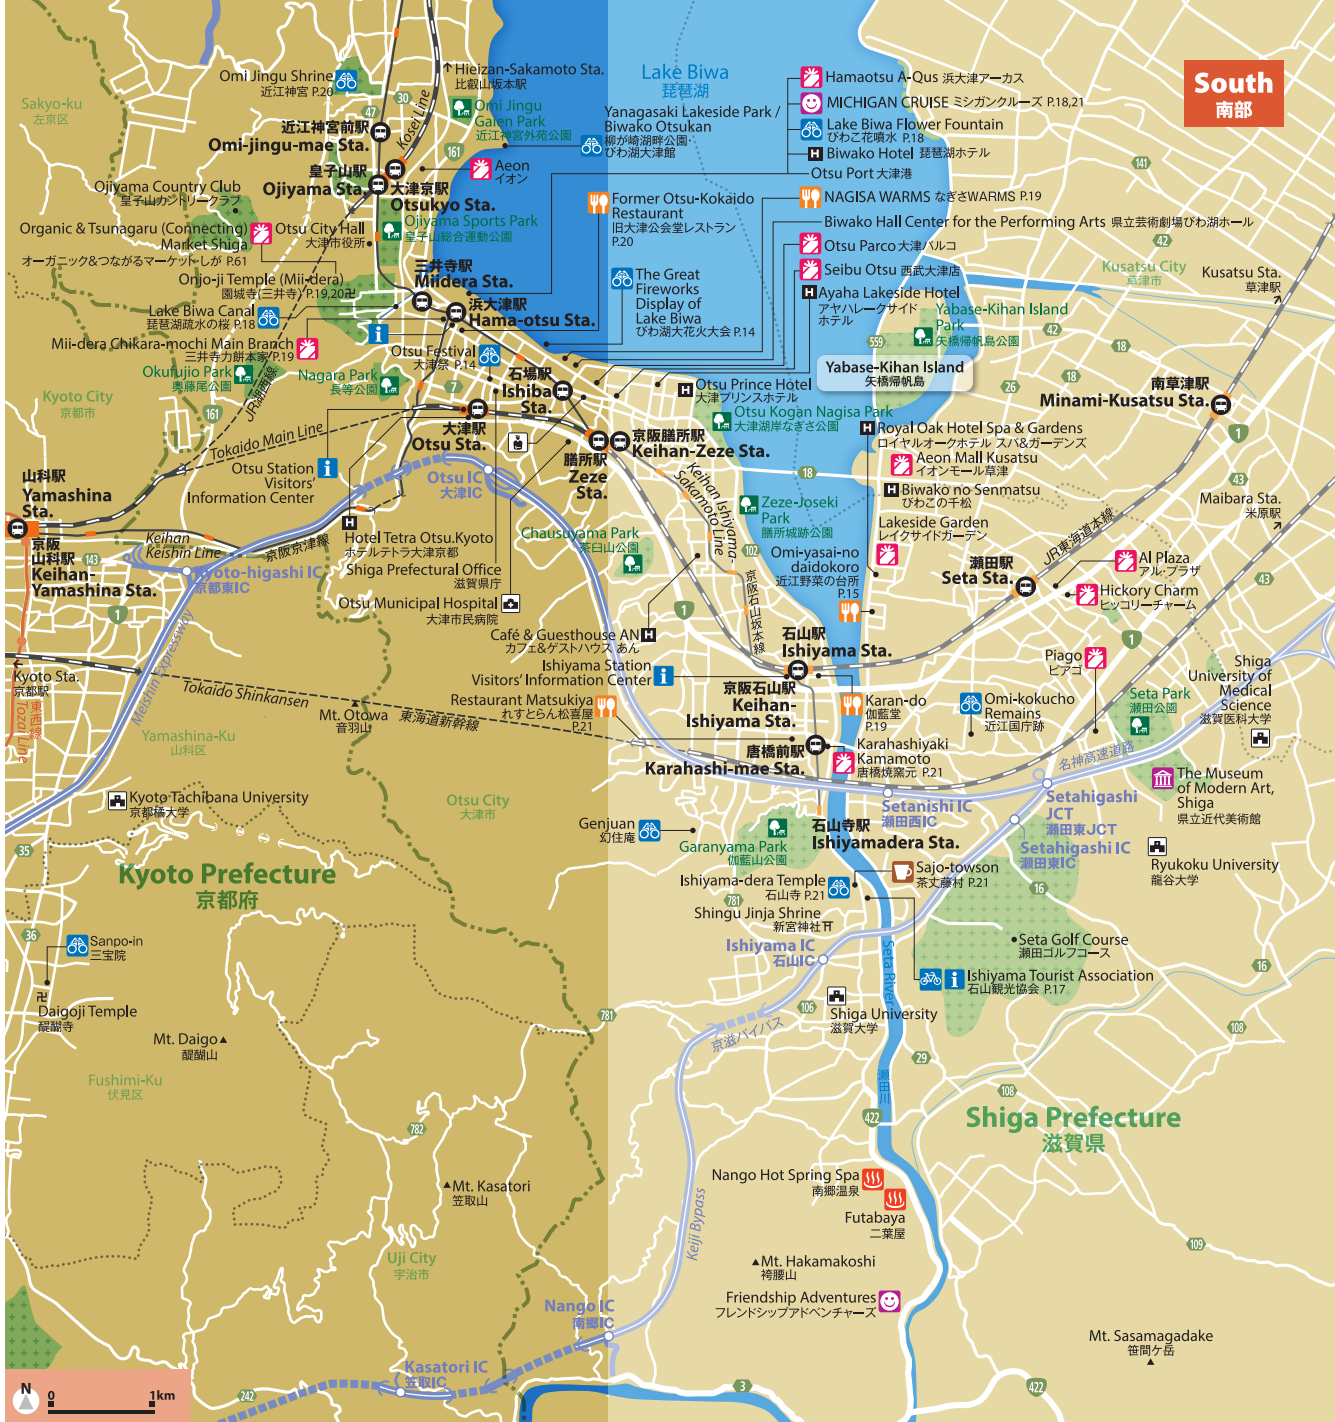 South
南部
Lake Biwa
琵琶湖
Omi Jingu Shrine
近江神宮 P.20
Hieizan-Sakamoto Sta.
比叡山坂本駅
Sakyo-ku
左京区
47
30
Kosei Line
Omi Jingu
Gaien Park
近江神宮外苑公園
161
Yanagasaki Lakeside Park /
Biwako Otsukan
柳が崎湖畔公園・
びわ湖大津館
Hamaotsu A-Qus 浜大津アーカス
MICHIGAN CRUISE ミシガンクルーズ P.18,21
Lake Biwa Flower Fountain
びわこ花噴水 P.18
Biwako Hotel 琵琶湖ホテル
Otsu Port 大津港
NAGISA WARMS なぎさWARMS P.19
Biwako Hall Center for the Performing Arts 県立芸術劇場びわ湖ホール
Otsu Parco 大津パルコ
Seibu Otsu 西武大津店
Ayaha Lakeside Hotel
アヤハレークサイド
ホテル
141
42
近江神宮前駅
Omi-jingu-mae Sta.
皇子山駅
Ojiyama Sta.
大津京駅
Otsukyo Sta.
Aeon
イオン
Ojiyama Country Club
皇子山カントリークラブ
Ojiyama Sports Park
皇子山総合運動公園
Organic & Tsunagaru (Connecting)
Market Shiga
オーガニック&つながるマーケット・しが P.61
Otsu City Hall
大津市役所
Onjo-ji Temple (Mii-dera)
園城寺(三井寺) P.19,20
三井寺駅
Miidera Sta.
浜大津駅
Hama-otsu Sta.
Former Otsu-Kokaido
Restaurant
旧大津公会堂レストラン
P.20
The Great
Fireworks
Display of
Lake Biwa
びわ湖大花火大会 P.14
Lake Biwa Canal
琵琶湖疏水の桜 P.18
Mii-dera Chikara-mochi Main Branch
三井寺力餅本家 P.19
Okufujio Park
奥藤尾公園
Nagara Park
長等公園
Otsu Festival
大津祭 P.14
石場駅
Ishiba
Sta.
Otsu Prince Hotel
大津プリンスホテル
Otsu Kogan Nagisa Park
大津湖岸なぎさ公園
Kusatsu City
草津市
Kusatsu Sta.
草津駅
Yabase-Kihan Island
Park
矢橋帰帆島公園
559
42
18
Yabase-Kihan Island
矢橋帰帆島
26
18
南草津駅
Minami-Kusatsu Sta.
1
Kyoto City
京都市
161
JR湖西線
7
Tokaido Main Line
大津駅
Otsu Sta.
膳所駅
Zeze
Sta.
京阪膳所駅
Keihan-Zeze Sta.
Royal Oak Hotel Spa & Gardens
ロイヤルオークホテル スパ&ガーデンズ
Aeon Mall Kusatsu
イオンモール草津
Biwako no Senmatsu
びわこの千松
18
43
Maibara Sta.
米原駅
山科駅
Yamashina
Sta.
京阪
山科駅
Keihan-
Yamashina Sta.
Otsu Station
Visitors'
Information Center
Otsu IC
大津IC
Keihan Ishiyama-
Sakamoto Line
京阪石山坂本線
Keihan
Keishin Line
京阪京津線
143
Kyoto-higashi IC
京都東IC
Hotel Tetra Otsu.Kyoto
ホテルテトラ大津京都
Shiga Prefectural Office
滋賀県庁
Otsu Municipal Hospital
大津市民病院
Chausuyama Park
茶臼山公園
Zeze-Joseki
Park
膳所城跡公園
102
Lakeside Garden
レイクサイドガーデン
Omi-yasai-no
daidokoro
近江野菜の台所
P.15
瀬田駅
Seta Sta.
JR東海道本線
Al Plaza
アル・プラザ
Hickory Charm
ヒッコリーチャーム
43
1
1
1
Café & Guesthouse AN
カフェ&ゲストハウス あん
石山駅
Ishiyama Sta.
Ishiyama Station
Visitors' Information Center
京阪石山駅
Keihan-
Ishiyama Sta.
Piago
ピアゴ
Shiga
University of
Medical
Science
滋賀医科大学
Seta Park
瀬田公園
Kyoto Sta.
京都駅
東西線
Tozai Line
Meishin Expressway
Tokaido Shinkansen
東海道新幹線
Mt. Otowa
音羽山
Yamashina-Ku
山科区
Restaurant Matsukiya
れすとらん松喜屋
P.21
Karan-do
伽藍堂
P.19
Omi-kokucho
Remains
近江国庁跡
唐橋前駅
Karahashi-mae Sta.
Karahashiyaki
Kamamoto
唐橋焼窯元 P.21
名神高速道路
Kyoto Tachibana University
京都橘大学
Otsu City
大津市
Setanishi IC
瀬田西IC
Setahigashi
JCT
瀬田東JCT
Setahigashi IC
瀬田東IC
The Museum
of Modern Art,
Shiga
県立近代美術館
Genjuan
幻住庵
Garanyama Park
伽藍山公園
石山寺駅
Ishiyamadera Sta.
Ryukoku University
龍谷大学
35
Kyoto Prefecture
京都府
Ishiyama-dera Temple
石山寺 P.21
Sajo-towson
茶丈藤村 P.21
16
781
Shingu Jinja Shrine
新宮神社
36
Sanpo-in
三宝院
Ishiyama IC
石山IC
Seta River
Seta Golf Course
瀬田ゴルフコース
Ishiyama Tourist Association
石山観光協会 P.17
16
Daigoji Temple
醍醐寺
781
106
Shiga University
滋賀大学
京滋バイパス
108
Mt. Daigo
醍醐山
29
瀬田川
Fushimi-Ku
伏見区
108
422
Shiga Prefecture
滋賀県
782
Nango Hot Spring Spa
南郷温泉
Mt. Kasatori
笠取山
Futabaya
二葉屋
Keiji Bypass
Uji City
宇治市
Mt. Hakamakoshi
袴腰山
109
Friendship Adventures
フレンドシップアドベンチャーズ
Nango IC
南郷IC
Mt. Sasamagadake
笹間ケ岳
Kasatori IC
笠取IC
242
3
422
N
0
1km